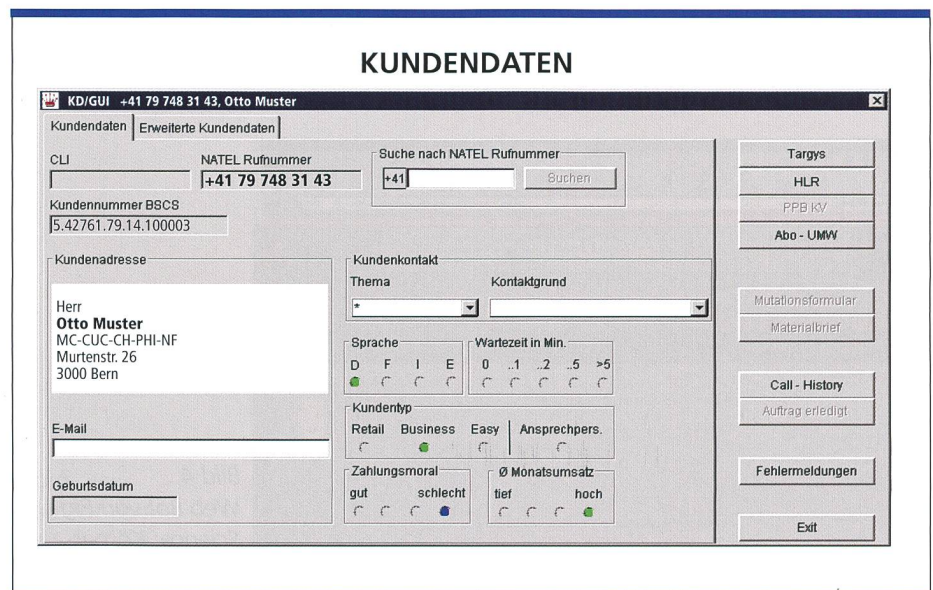 KUNDENDATEN
KD/GUI +41 79 748 31 43, Otto Muster
Kundendaten Erweiterte Kundendaten
CLI NATEL Rufnummer Suche nach NATEL Rufnummer
+41 79 748 31 43 +41 Suchen
Kundennummer BSCS
5.42761.79.14.100003
Kundenadresse
Herr
Otto Muster
MC-CUC-CH-PHI-NF
Murtenstr. 26
3000 Bern
E-Mail
Geburtsdatum
Kundenkontakt
Thema Kontaktgrund
*
Sprache
D F I E
Wartezeit in Min.
0 ..1 ..2 ..5 >5
Kundentyp
Retail Business Easy Ansprechpers.
Zahlungsmoral
gut schlecht
Ø Monatsumsatz
tief hoch
Targys
HLR
PPB KV
Abo - UMW
Mutationsformular
Materialbrief
Call - History
Auftrag erledigt
Fehlermeldungen
Exit